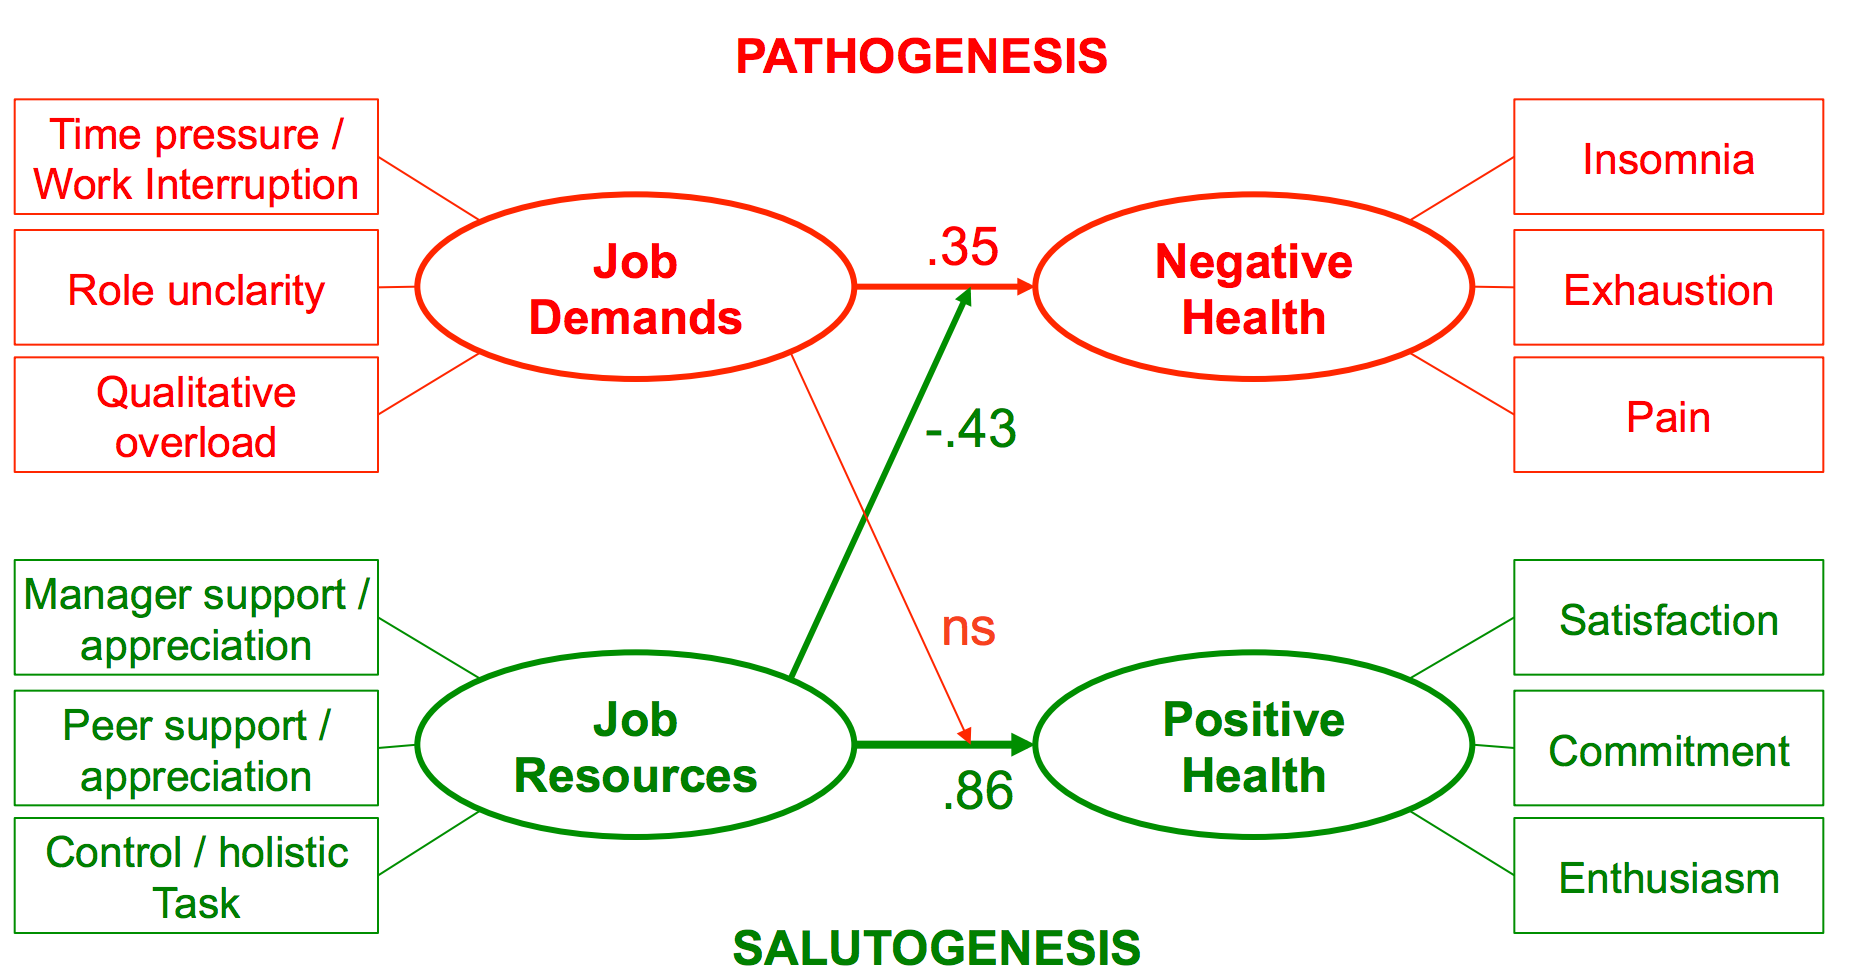 PATHOGENESIS
Time pressure /
Work Interruption
Role unclarity
Qualitative
overload
Job
Demands
.35
Negative
Health
Insomnia
Exhaustion
Pain
-.43
ns
Manager support /
appreciation
Peer support /
appreciation
Control / holistic
Task
Job
Resources
.86
Positive
Health
Satisfaction
Commitment
Enthusiasm
SALUTOGENESIS